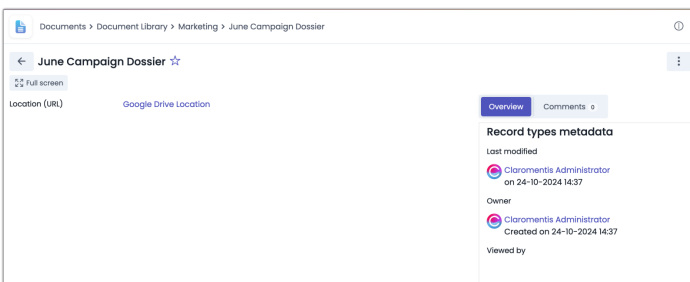 Documents > Document Library > Marketing > June Campaign Dossier
June Campaign Dossier
Full screen
Location (URL) Google Drive Location
Overview Comments 0
Record types metadata
Last modified
Claromentis Administrator
on 24-10-2024 14:37
Owner
Claromentis Administrator
Created on 24-10-2024 14:37
Viewed by